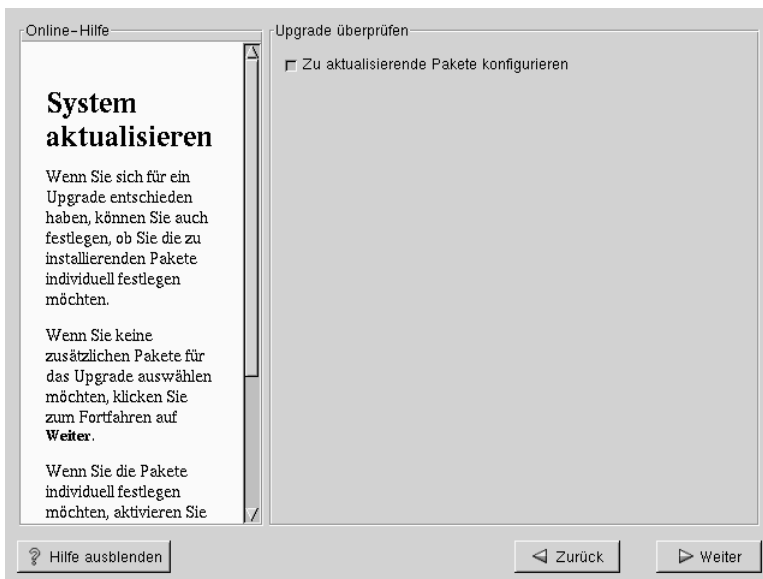 Online-Hilfe
System
aktualisieren
Wenn Sie sich für ein
Upgrade entschieden
haben, können Sie auch
festlegen, ob Sie die zu
installierenden Pakete
individuell festlegen
möchten.
Wenn Sie keine
zusätzlichen Pakete für
das Upgrade auswählen
möchten, klicken Sie
zum Fortfahren auf
Weiter.
Wenn Sie die Pakete
individuell festlegen
möchten, aktivieren Sie
Upgrade überprüfen
Zu aktualisierende Pakete konfigurieren
Hilfe ausblenden
Zurück
Weiter